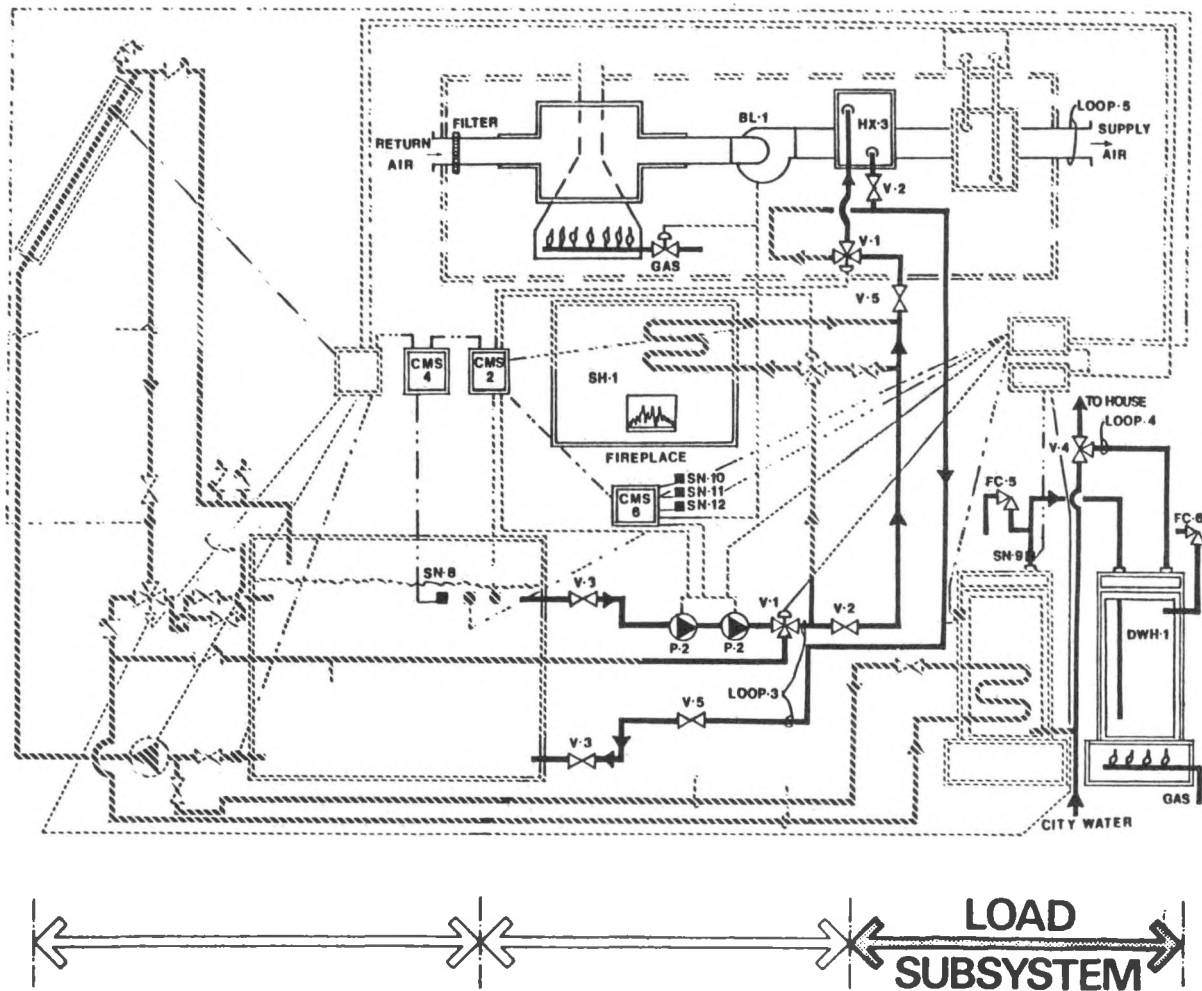 FILTER
RETURN
AIR
BL·1
HX·3
LOOP·5
SUPPLY
AIR
V·2
V·1
GAS
V·5
CMS
4
CMS
2
SH·1
FIREPLACE
TO HOUSE
LOOP·4
V·4
CMS
6
SN·10
SN·11
SN·12
FC·5
FC·6
SN·9
SN·8
V·3
P·2
P·2
V·1
V·2
DWH·1
LOOP·3
V·5
V·3
GAS
CITY WATER
LOAD
SUBSYSTEM